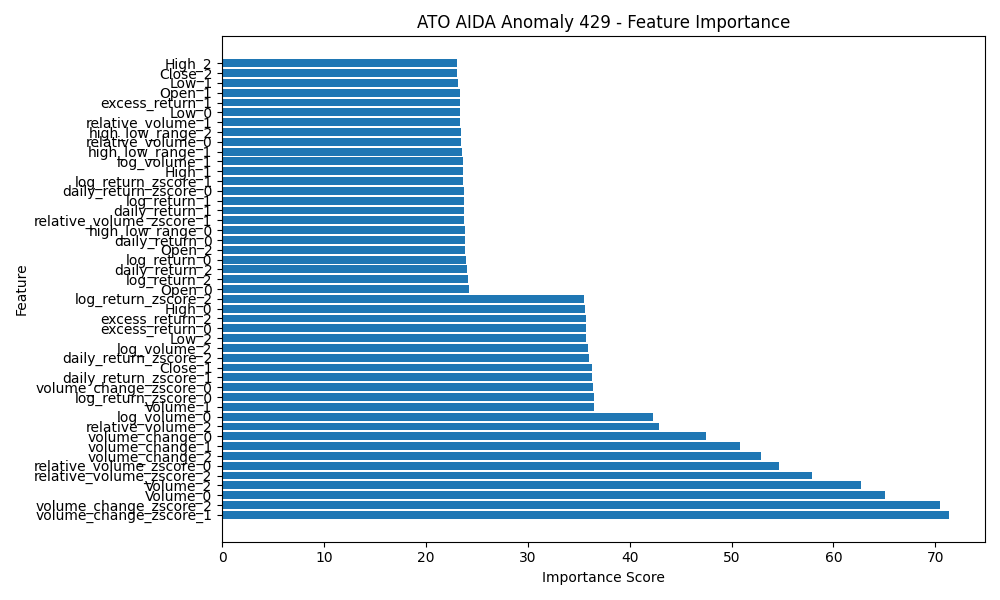 ATO AIDA Anomaly 429 - Feature Importance
High_2
Close_2
Low_1
Open_1
excess_return_1
Low_0
relative_volume_1
high_low_range_2
relative_volume_0
high_low_range_1
log_volume_1
High_1
log_return_zscore_1
daily_return_zscore_0
log_return_1
daily_return_1
relative_volume_zscore_1
high_low_range_0
daily_return_0
Open_2
log_return_0
daily_return_2
log_return_2
Open_0
log_return_zscore_2
High_0
excess_return_2
excess_return_0
Low_2
log_volume_2
daily_return_zscore_2
Close_1
daily_return_zscore_1
volume_change_zscore_0
log_return_zscore_0
Volume_1
log_volume_0
relative_volume_2
volume_change_0
volume_change_1
volume_change_2
relative_volume_zscore_0
relative_volume_zscore_2
Volume_2
Volume_0
volume_change_zscore_2
volume_change_zscore_1
Feature
0 10 20 30 40 50 60 70
Importance Score